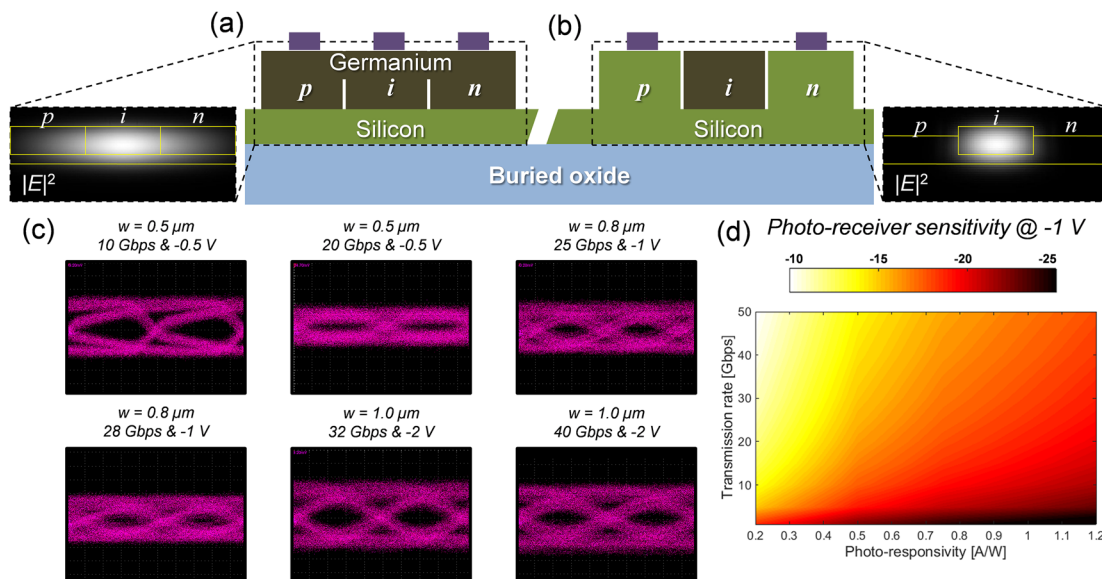 (a)
(b)
Germanium
p i n
p i n
Silicon
Silicon
Buried oxide
p i n
|E|²
p i n
|E|²
(c)
w = 0.5 µm
10 Gbps & -0.5 V
w = 0.5 µm
20 Gbps & -0.5 V
w = 0.8 µm
25 Gbps & -1 V
w = 0.8 µm
28 Gbps & -1 V
w = 1.0 µm
32 Gbps & -2 V
w = 1.0 µm
40 Gbps & -2 V
(d)
Photo-receiver sensitivity @ -1 V
-10 -15 -20 -25
Transmission rate [Gbps]
50
40
30
20
10
0.2 0.3 0.4 0.5 0.6 0.7 0.8 0.9 1 1.1 1.2
Photo-responsivity [A/W]